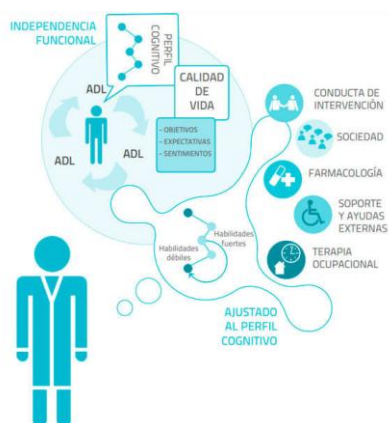 INDEPENDENCIA
FUNCIONAL
PERFIL
COGNITIVO
ADL
ADL
ADL
CALIDAD
DE
VIDA
- OBJETIVOS
- EXPECTATIVAS
- SENTIMIENTOS
CONDUCTA DE
INTERVENCIÓN
SOCIEDAD
FARMACOLOGÍA
SOPORTE
Y AYUDAS
EXTERNAS
TERAPIA
OCUPACIONAL
Habilidades
fuertes
Habilidades
débiles
AJUSTADO
AL PERFIL
COGNITIVO